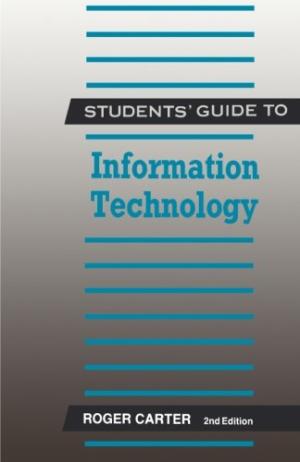 STUDENTS' GUIDE TO
Information
Technology
ROGER CARTER 2nd Edition